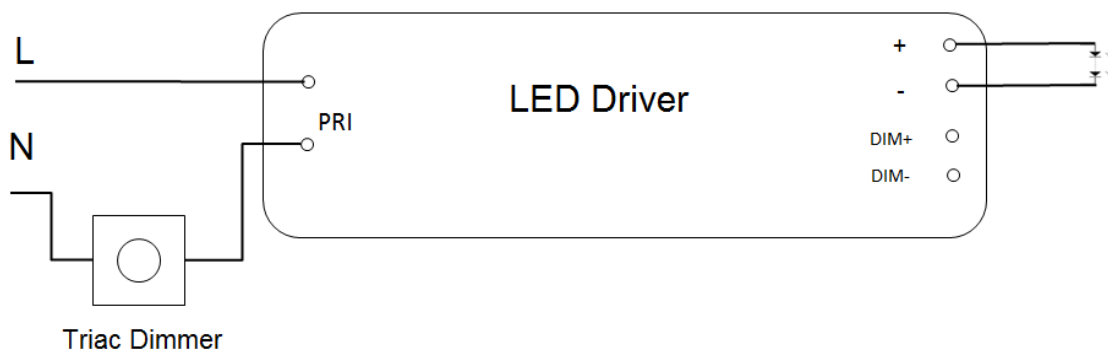 L
N
PRI
LED Driver
+
-
DIM+
DIM-
Triac Dimmer